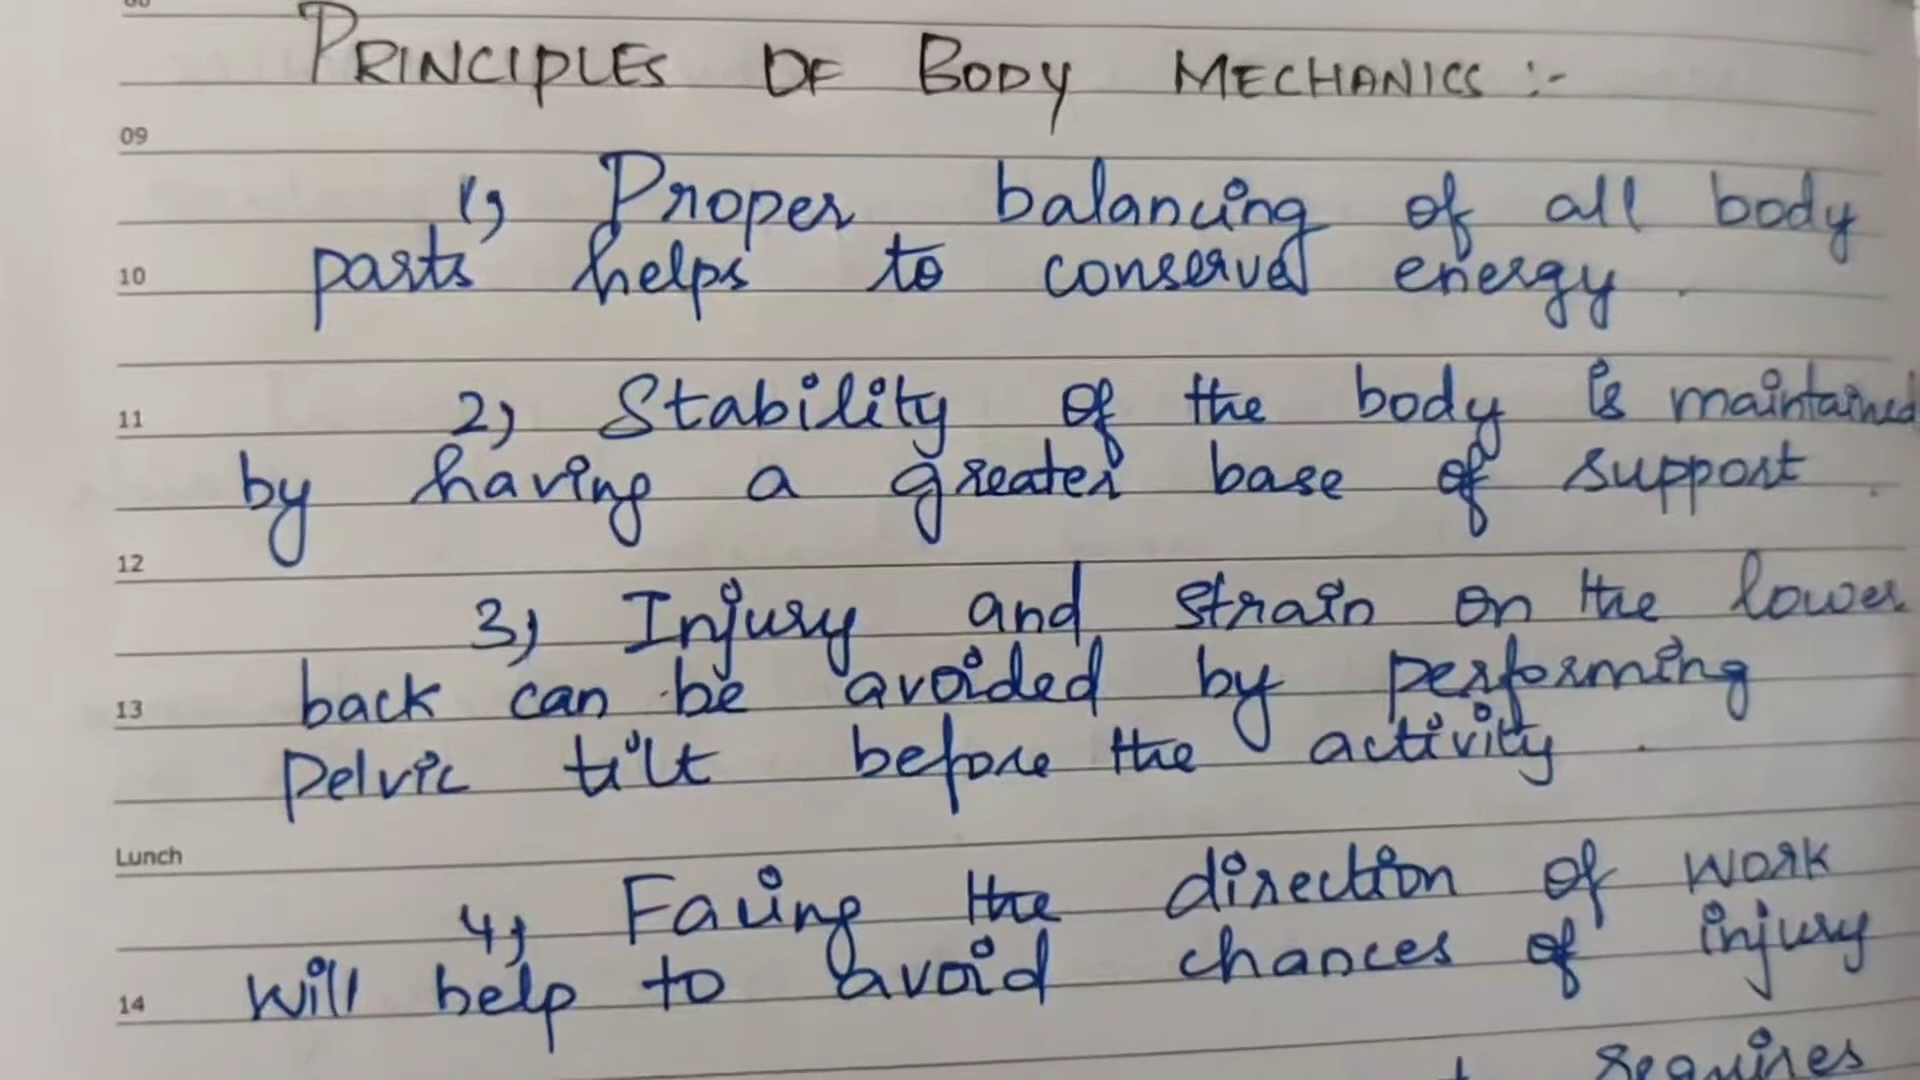 PRINCIPLES OF BODY MECHANICS :-
09
1, Proper balancing of all body
10 parts helps to conserve energy.
11 2, Stability of the body is maintained
by having a greater base of support.
12
3, Injury and strain on the lower
13 back can be avoided by performing
pelvic tilt before the activity.
Lunch
4, Facing the direction of work
14 will help to avoid chances of injury
requires